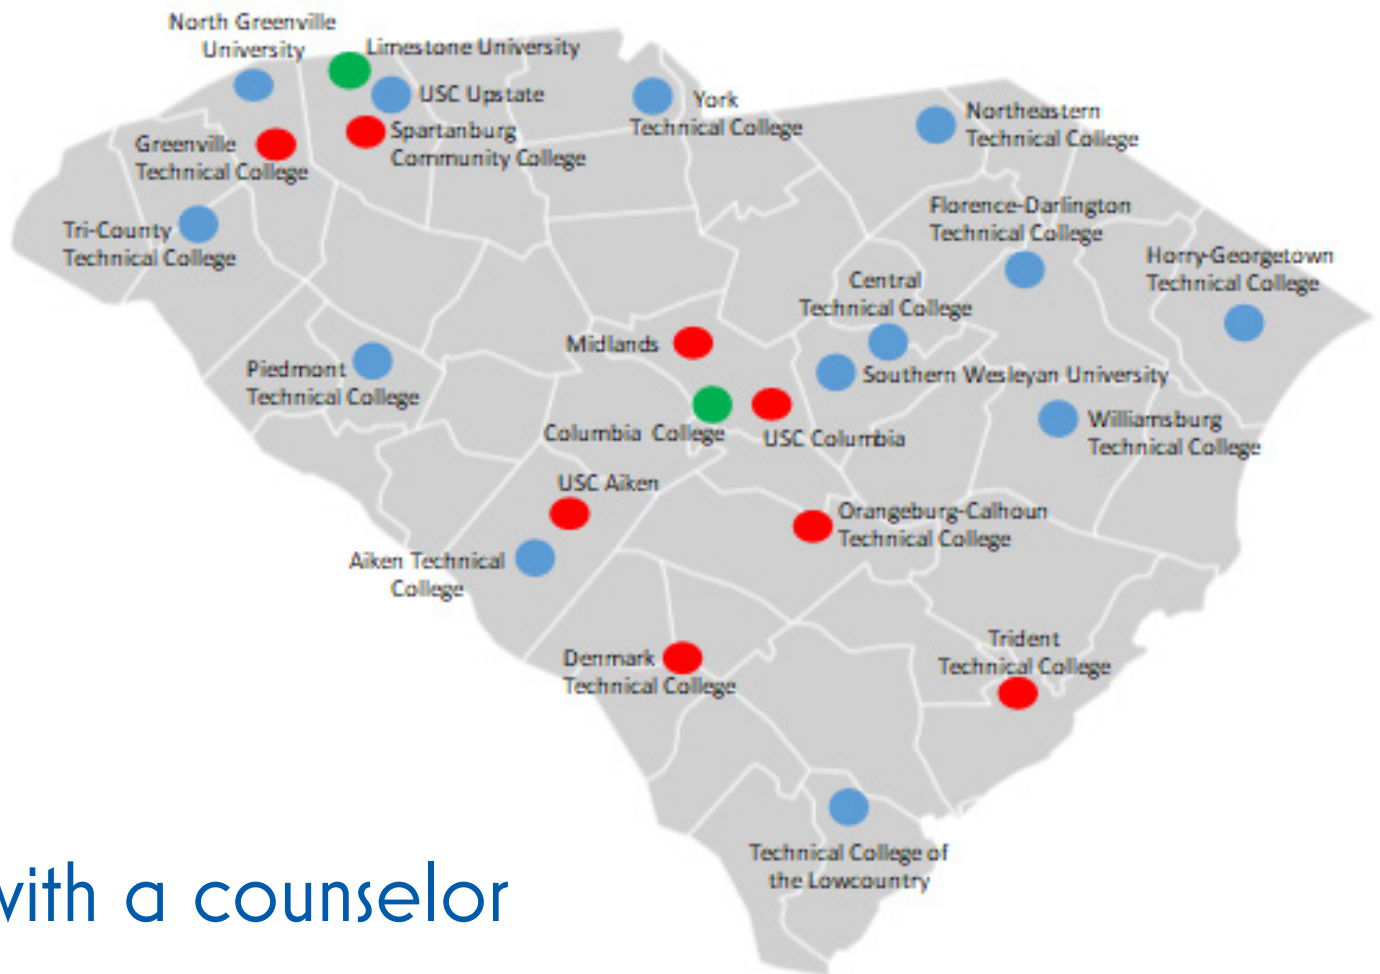 North Greenville
University
Limestone University
USC Upstate
York
Technical College
Northeastern
Technical College
Greenville
Technical College
Spartanburg
Community College
Florence-Darlington
Technical College
Tri-County
Technical College
Horry-Georgetown
Technical College
Central
Technical College
Midlands
Piedmont
Technical College
Southern Wesleyan University
Columbia College
USC Columbia
Williamsburg
Technical College
USC Aiken
Orangeburg-Calhoun
Technical College
Aiken Technical
College
Denmark
Technical College
Trident
Technical College
Technical College of
the Lowcountry
with a counselor